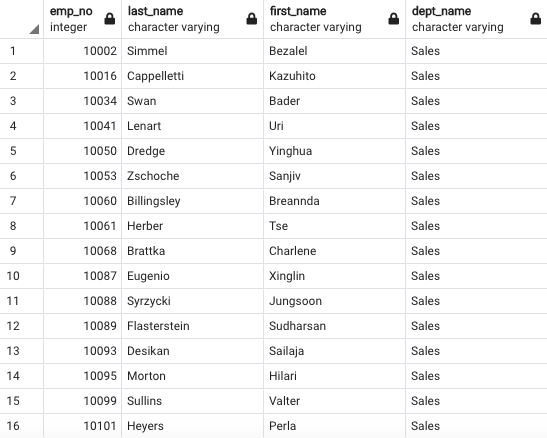 emp_no last_name first_name dept_name
integer character varying character varying character varying
1 10002 Simmel Bezalel Sales
2 10016 Cappelletti Kazuhito Sales
3 10034 Swan Bader Sales
4 10041 Lenart Uri Sales
5 10050 Dredge Yinghua Sales
6 10053 Zschoche Sanjiv Sales
7 10060 Billingsley Breannda Sales
8 10061 Herber Tse Sales
9 10068 Brattka Charlene Sales
10 10087 Eugenio Xinglin Sales
11 10088 Syrzycki Jungsoon Sales
12 10089 Flasterstein Sudharsan Sales
13 10093 Desikan Sailaja Sales
14 10095 Morton Hilari Sales
15 10099 Sullins Valter Sales
16 10101 Heyers Perla Sales